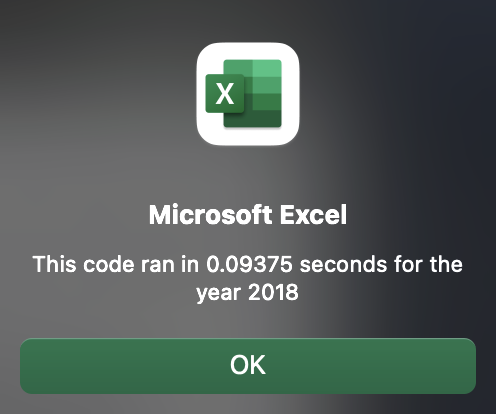 X
Microsoft Excel
This code ran in 0.09375 seconds for the
year 2018
OK